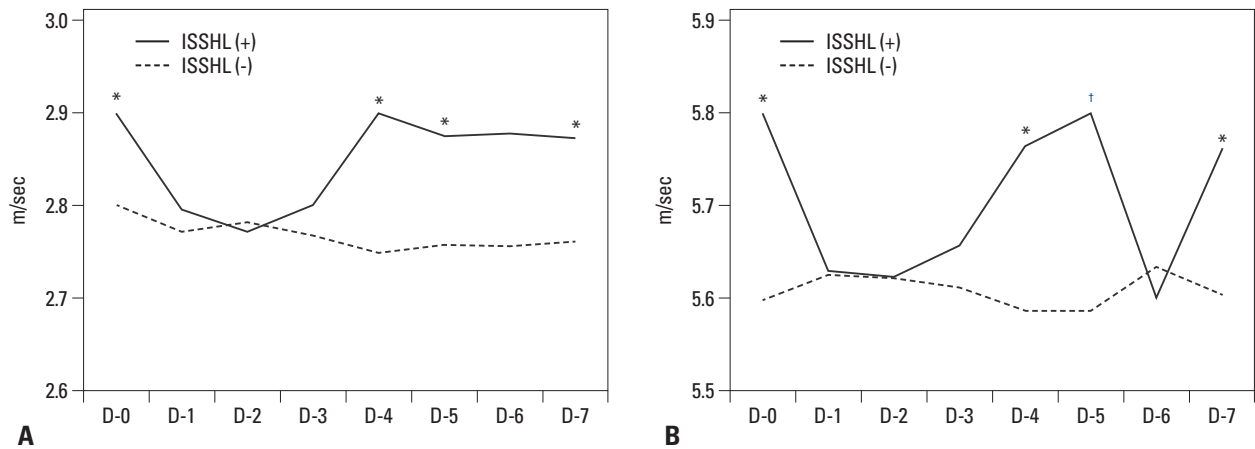 3.0
ISSHL (+)
ISSHL (-)
2.9
2.8
2.7
2.6
m/sec
* * * *
D-0 D-1 D-2 D-3 D-4 D-5 D-6 D-7
A
5.9
ISSHL (+)
ISSHL (-)
5.8
5.7
5.6
5.5
m/sec
* * † *
D-0 D-1 D-2 D-3 D-4 D-5 D-6 D-7
B